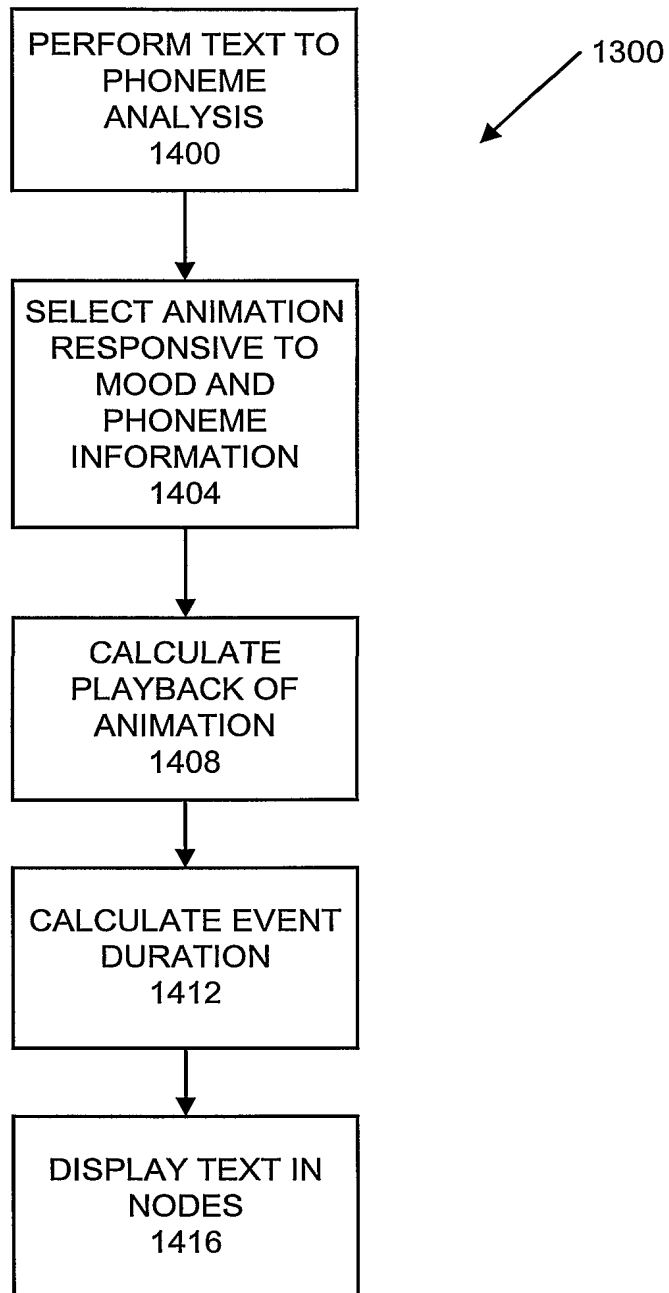 PERFORM TEXT TO
PHONEME
ANALYSIS
1400
1300
SELECT ANIMATION
RESPONSIVE TO
MOOD AND
PHONEME
INFORMATION
1404
CALCULATE
PLAYBACK OF
ANIMATION
1408
CALCULATE EVENT
DURATION
1412
DISPLAY TEXT IN
NODES
1416